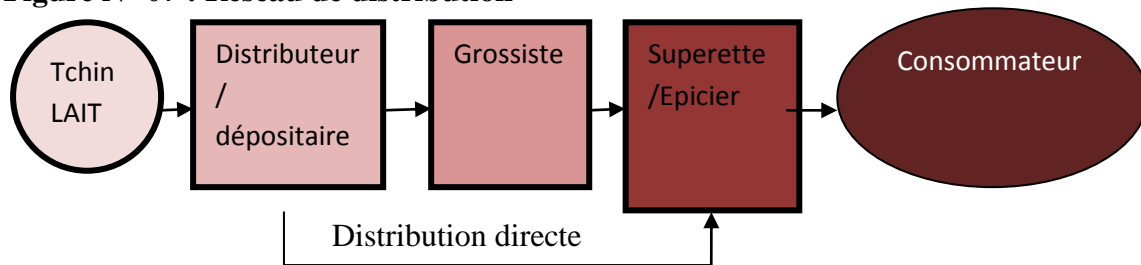 Tchin
LAIT
Distributeur
/
dépositaire
Grossiste
Superette
/Epicier
Consommateur
Distribution directe